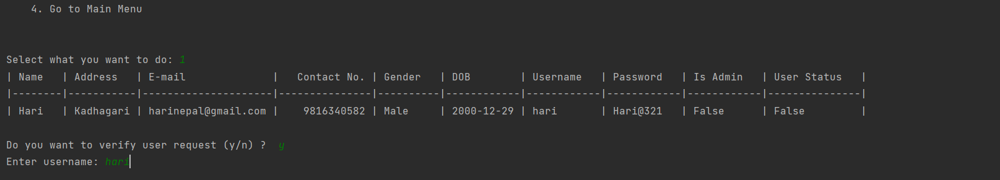 4. Go to Main Menu
Select what you want to do: 1
| Name   | Address   | E-mail              |   Contact No. | Gender   | DOB        | Username   | Password   | Is Admin   | User Status   |
|--------|-----------|---------------------|---------------|----------|------------|------------|------------|------------|---------------|
| Hari   | Kadhagari | harinepal@gmail.com |    9816340582 | Male     | 2000-12-29 | hari       | Hari@321   | False      | False         |
Do you want to verify user request (y/n) ?  y
Enter username: hari